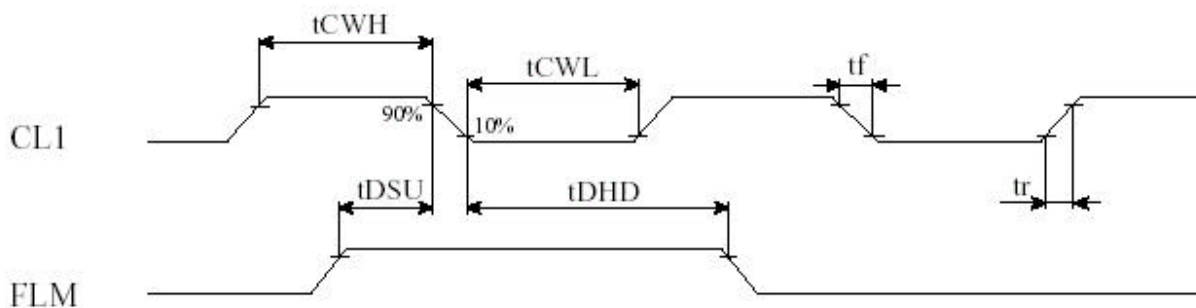 tCWH
tCWL
tf
90%
10%
CL1
tDSU
tDHD
tr
FLM